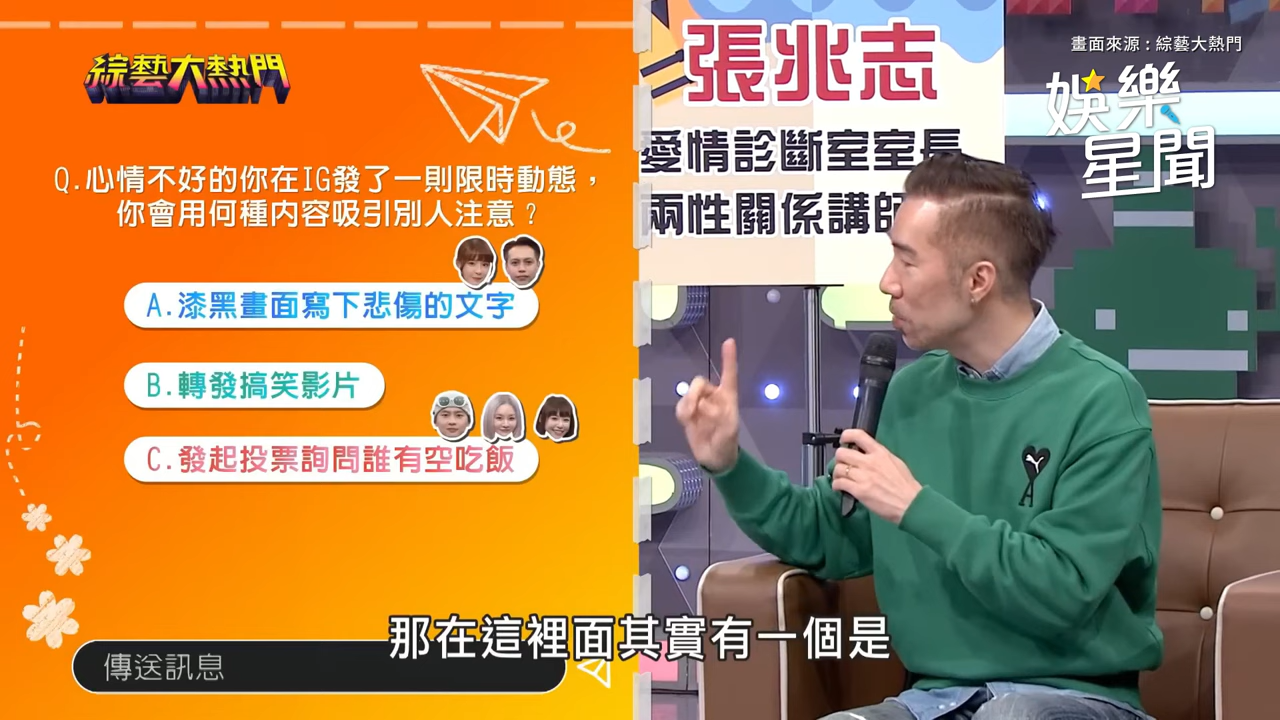 綜藝大熱門
Q.心情不好的你在IG發了一則限時動態，
你會用何種內容吸引別人注意？
A.漆黑畫面寫下悲傷的文字
B.轉發搞笑影片
C.發起投票詢問誰有空吃飯
傳送訊息
張兆志
愛情診斷室室長
兩性關係講師
畫面來源：綜藝大熱門
娛樂
星聞
A
那在這裡面其實有一個是